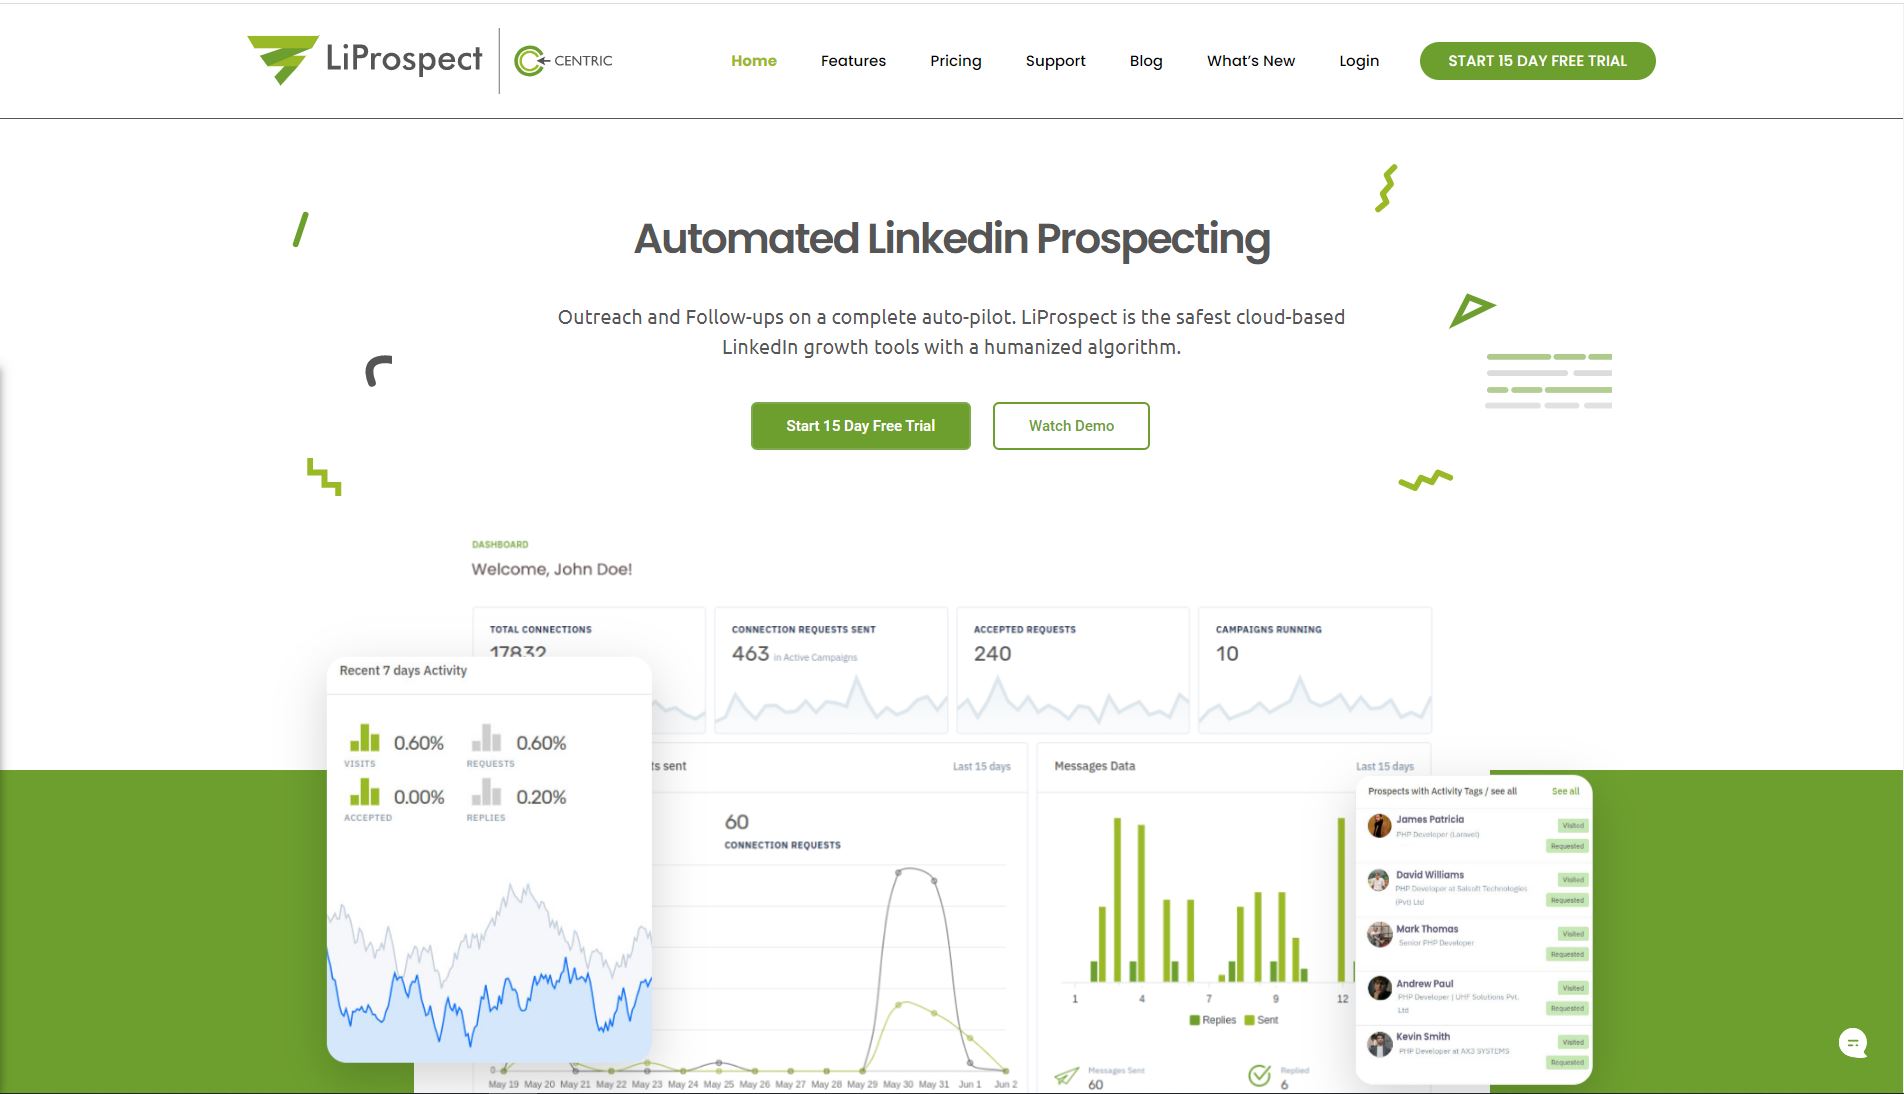 LiProspect
CENTRIC
Home
Features
Pricing
Support
Blog
What's New
Login
START 15 DAY FREE TRIAL
Automated Linkedin Prospecting
Outreach and Follow-ups on a complete auto-pilot. LiProspect is the safest cloud-based
LinkedIn growth tools with a humanized algorithm.
Start 15 Day Free Trial
Watch Demo
DASHBOARD
Welcome, John Doe!
TOTAL CONNECTIONS
17832
CONNECTION REQUESTS SENT
463 in Active Campaigns
ACCEPTED REQUESTS
240
CAMPAIGNS RUNNING
10
Recent 7 days Activity
0.60%
VISITS
0.60%
REQUESTS
0.00%
ACCEPTED
0.20%
REPLIES
ts sent
Last 15 days
60
CONNECTION REQUESTS
0
May 19 May 20 May 21 May 22 May 23 May 24 May 25 May 26 May 27 May 28 May 29 May 30 May 31 Jun 1 Jun 2
Messages Data
Last 15 days
1 4 7 9 12
Replies Sent
Messages Sent
60
Replied
6
Prospects with Activity Tags / see all
See all
James Patricia
PHP Developer (Laravel)
Visited
Requested
David Williams
PHP Developer at Salsoft Technologies
(Pvt) Ltd
Visited
Requested
Mark Thomas
Senior PHP Developer
Visited
Requested
Andrew Paul
PHP Developer | UHF Solutions Pvt.
Ltd
Visited
Requested
Kevin Smith
PHP Developer at AX3 SYSTEMS
Visited
Requested